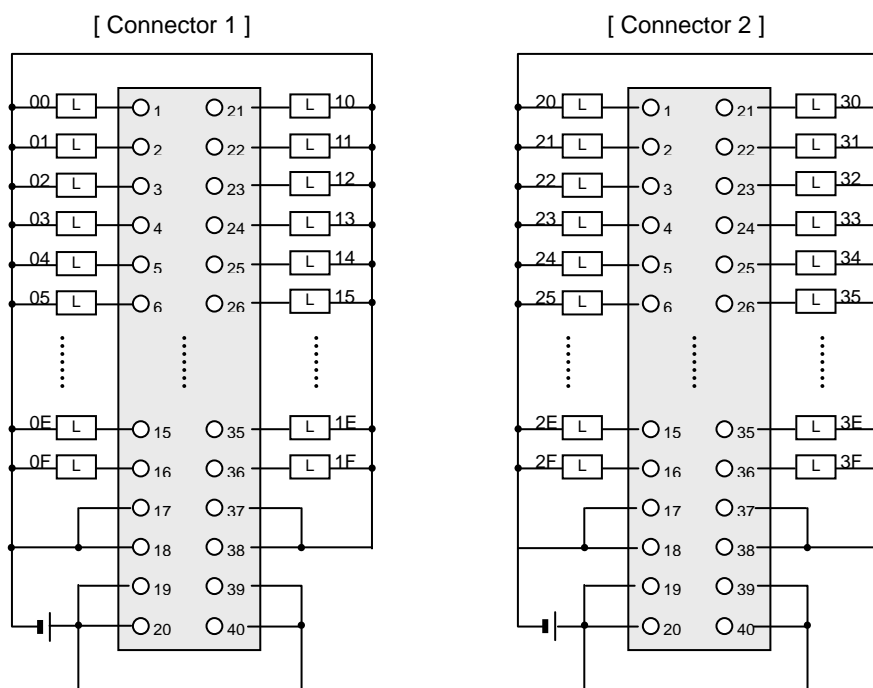 [ Connector 1 ] [ Connector 2 ]
00 L 1 21 L 10 20 L 1 21 L 30
01 L 2 22 L 11 21 L 2 22 L 31
02 L 3 23 L 12 22 L 3 23 L 32
03 L 4 24 L 13 23 L 4 24 L 33
04 L 5 25 L 14 24 L 5 25 L 34
05 L 6 26 L 15 25 L 6 26 L 35
0E L 15 35 L 1E 2E L 15 35 L 3E
0F L 16 36 L 1F 2F L 16 36 L 3F
17 37 17 37
18 38 18 38
19 39 19 39
20 40 20 40